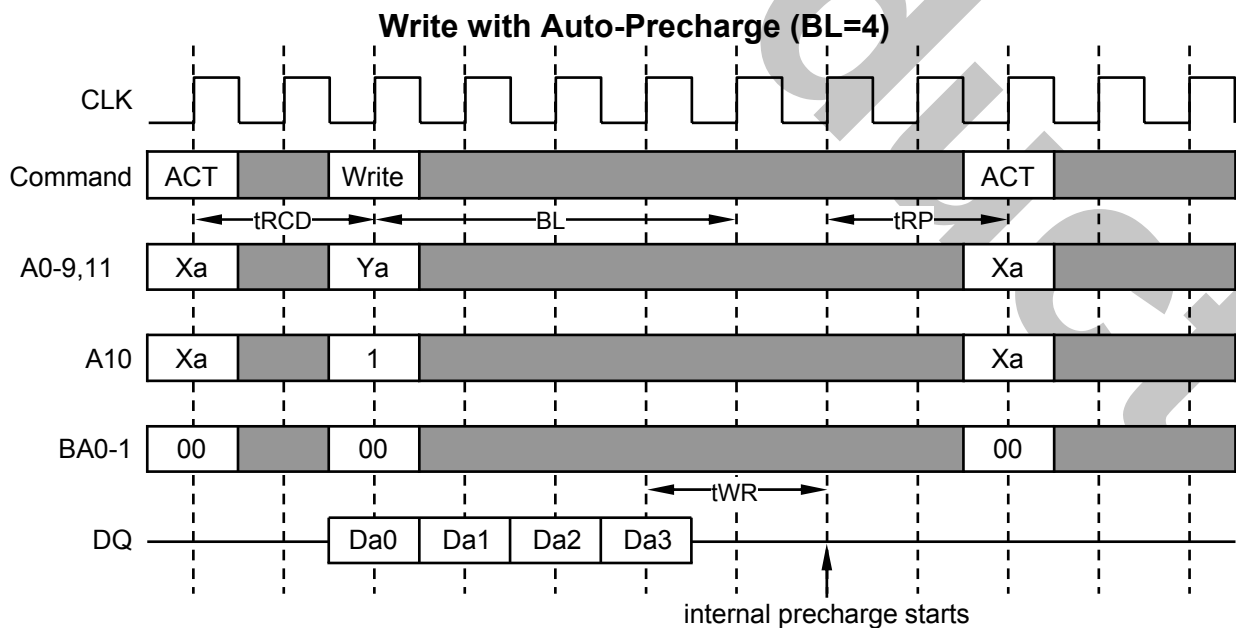 Write with Auto-Precharge (BL=4)
CLK
Command ACT Write ACT
tRCD BL tRP
A0-9,11 Xa Ya Xa
A10 Xa 1 Xa
BA0-1 00 00 00
tWR
DQ Da0 Da1 Da2 Da3
internal precharge starts